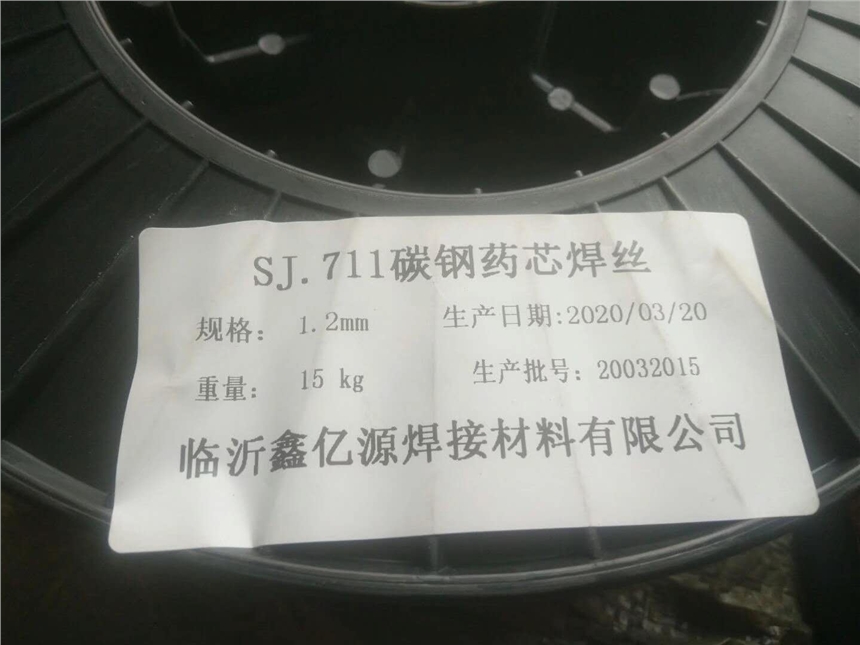 SJ.711碳钢药芯焊丝
规格： 1.2mm 生产日期:2020/03/20
重量： 15 kg 生产批号：20032015
临沂鑫亿源焊接材料有限公司